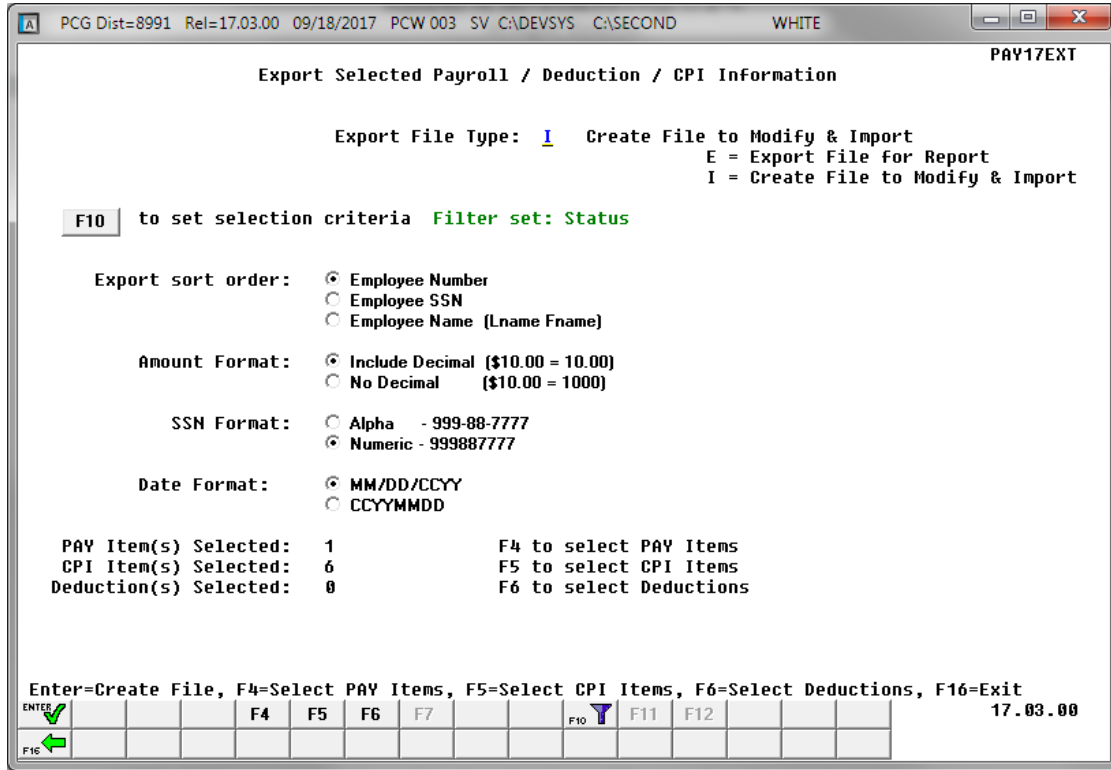 A PCG Dist=8991 Rel=17.03.00 09/18/2017 PCW 003 SV C:\DEVSYS C:\SECOND WHITE
PAY17EXT
Export Selected Payroll / Deduction / CPI Information
Export File Type: I Create File to Modify & Import
E = Export File for Report
I = Create File to Modify & Import
F10 to set selection criteria Filter set: Status
Export sort order: Employee Number
Employee SSN
Employee Name (Lname Fname)
Amount Format: Include Decimal ($10.00 = 10.00)
No Decimal ($10.00 = 1000)
SSN Format: Alpha - 999-88-7777
Numeric - 999887777
Date Format: MM/DD/CCYY
CCYYMMDD
PAY Item(s) Selected: 1 F4 to select PAY Items
CPI Item(s) Selected: 6 F5 to select CPI Items
Deduction(s) Selected: 0 F6 to select Deductions
Enter=Create File, F4=Select PAY Items, F5=Select CPI Items, F6=Select Deductions, F16=Exit
ENTER F4 F5 F6 F7 F10 F11 F12 17.03.00
F16